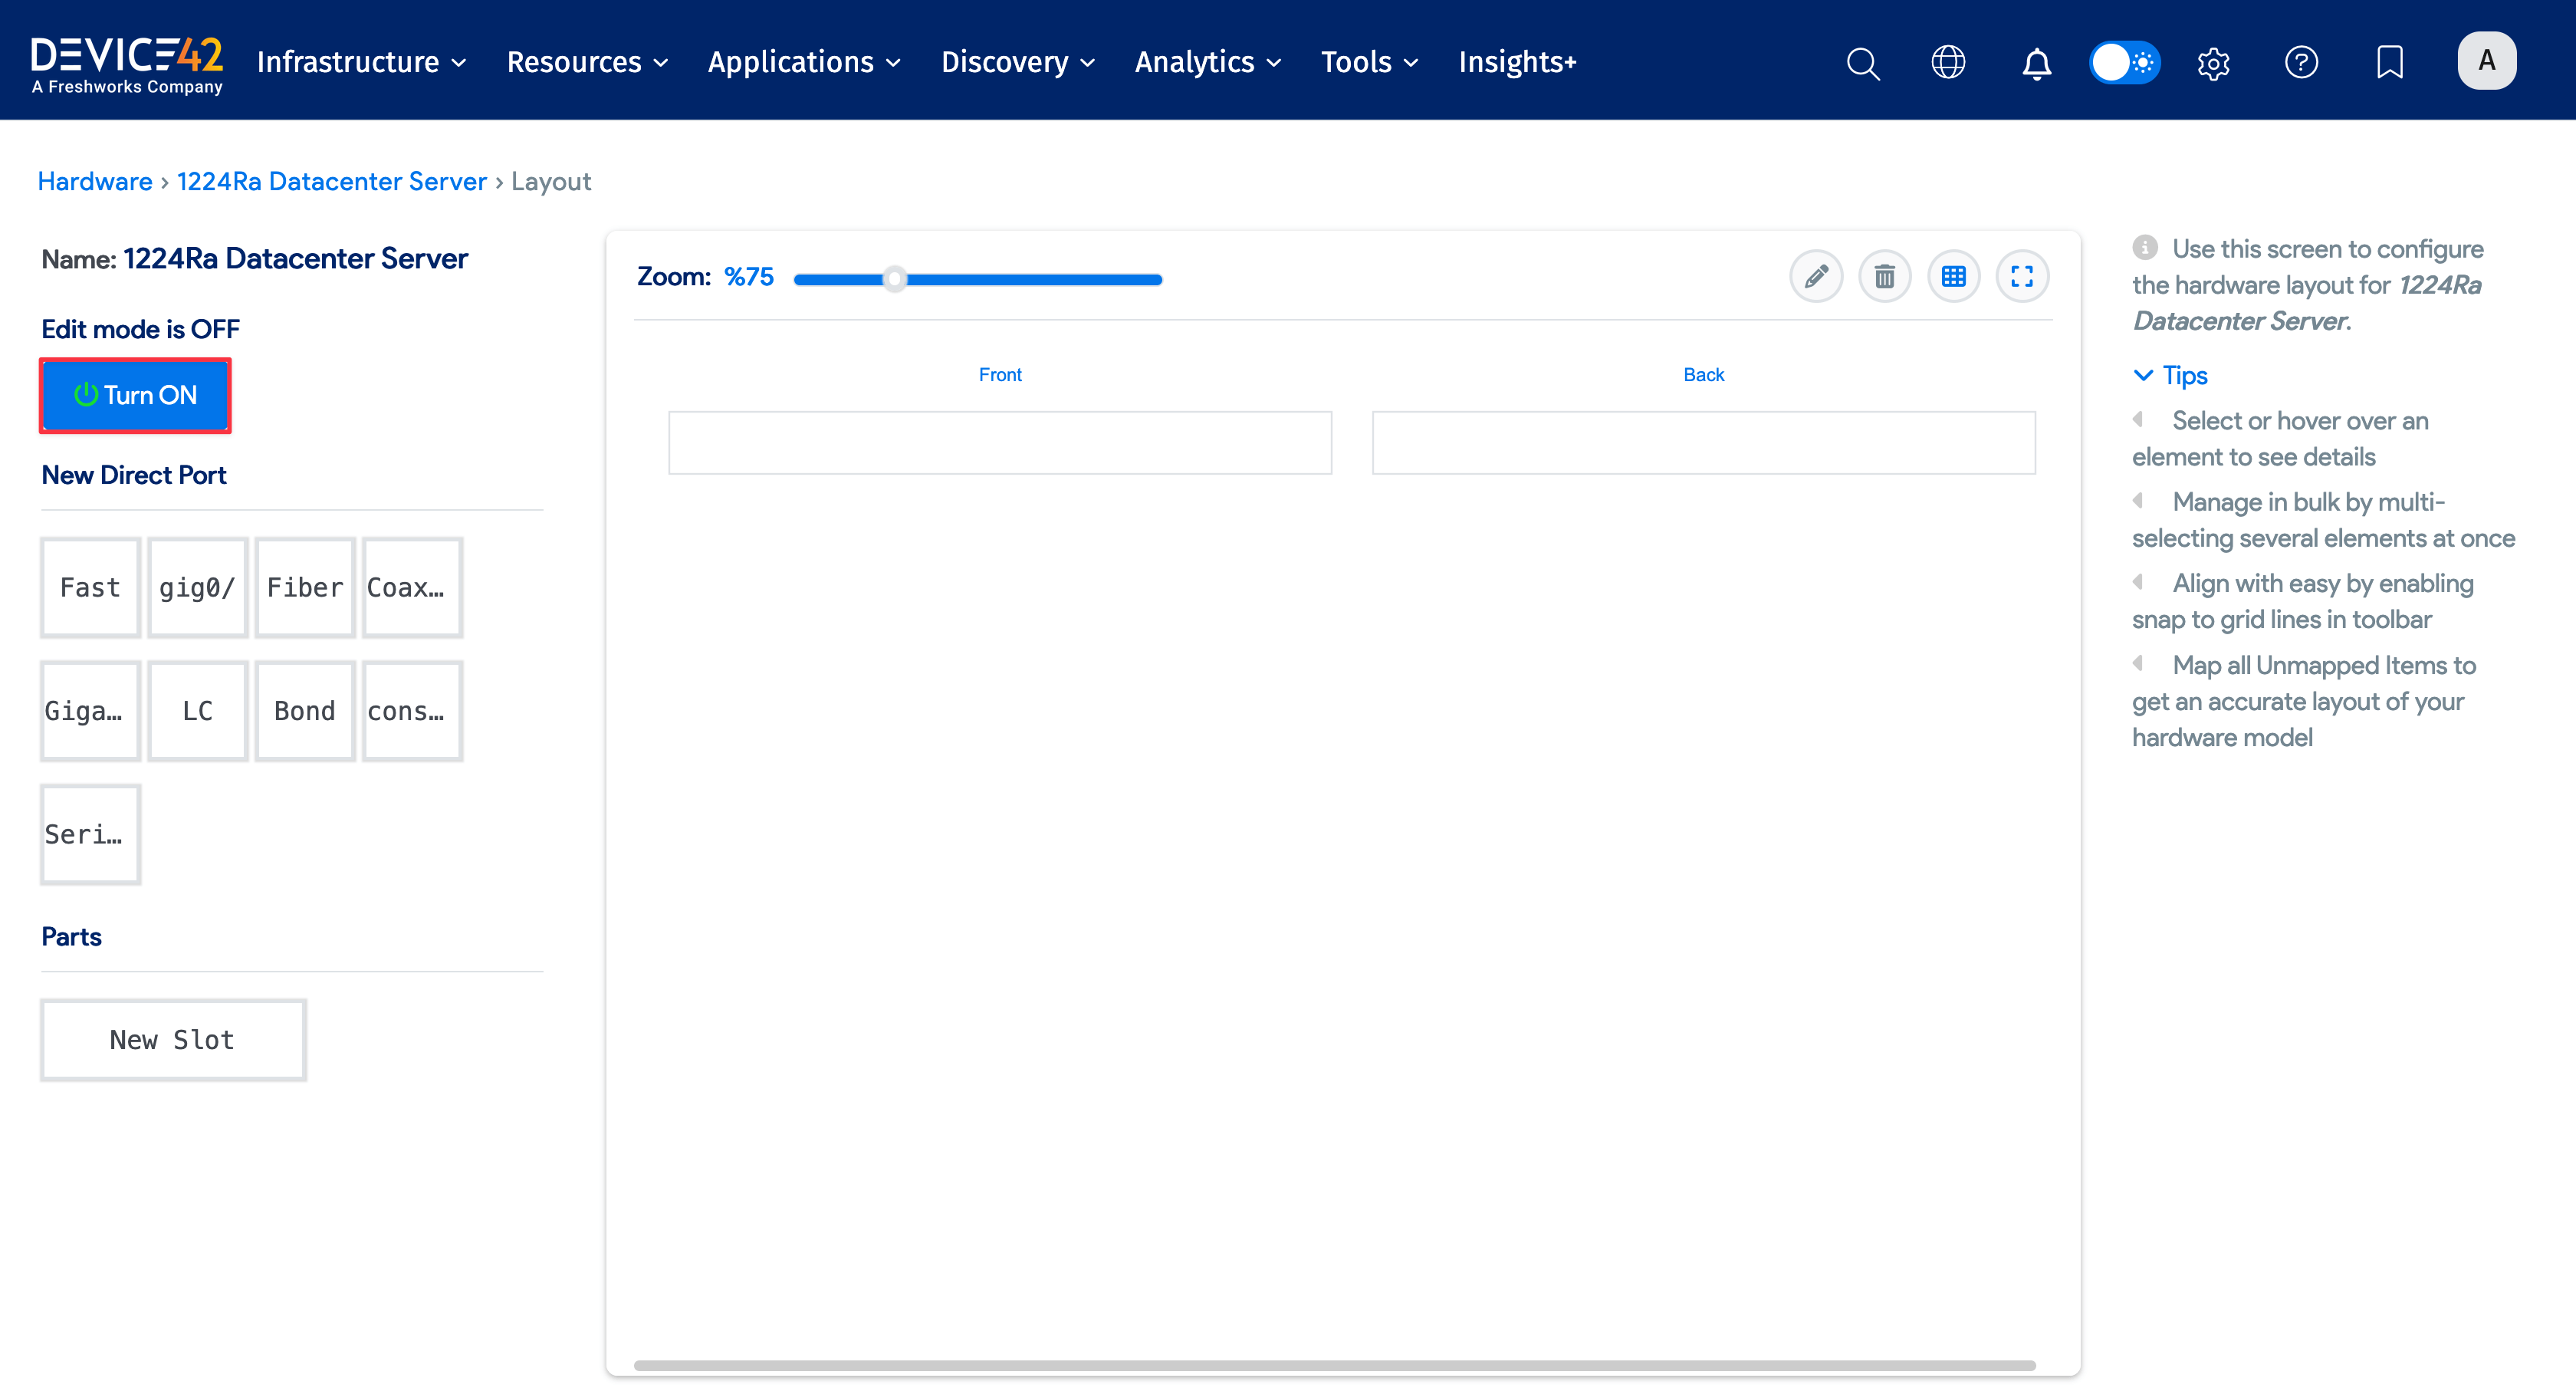 DEVICE42
A Freshworks Company
Infrastructure
Resources
Applications
Discovery
Analytics
Tools
Insights+
A
Hardware › 1224Ra Datacenter Server › Layout
Name: 1224Ra Datacenter Server
Edit mode is OFF
Turn ON
New Direct Port
Fast
gig0/
Fiber
Coax...
Giga...
LC
Bond
cons...
Seri...
Parts
New Slot
Zoom: %75
Front
Back
Use this screen to configure
the hardware layout for 1224Ra
Datacenter Server.
Tips
Select or hover over an
element to see details
Manage in bulk by multi-
selecting several elements at once
Align with easy by enabling
snap to grid lines in toolbar
Map all Unmapped Items to
get an accurate layout of your
hardware model